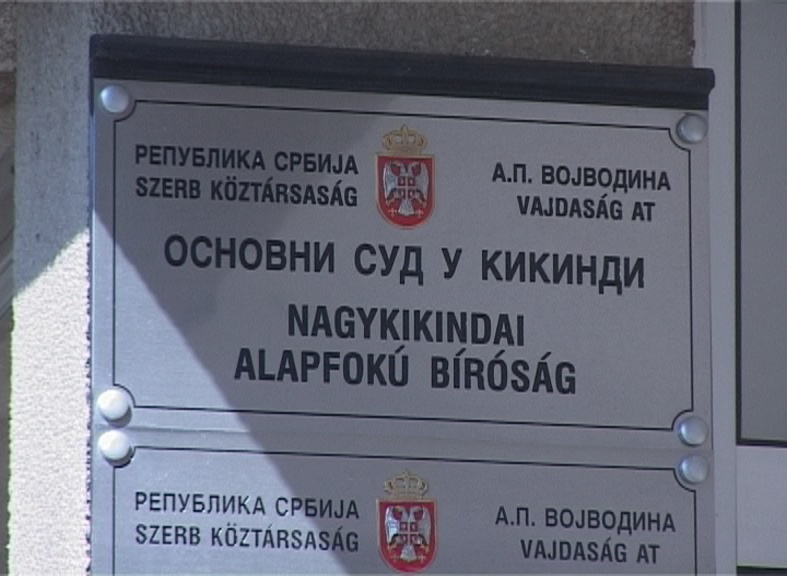 РЕПУБЛИКА СРБИЈА
SZERB KÖZTÁRSASÁG
А.П. ВОЈВОДИНА
VAJDASÁG AT
ОСНОВНИ СУД У КИКИНДИ
NAGYKIKINDAI
ALAPFOKÚ BÍRÓSÁG
РЕПУБЛИКА СРБИЈА
SZERB KÖZTÁRSASÁG
А.П. ВОЈВОДИНА
VAJDASÁG AT